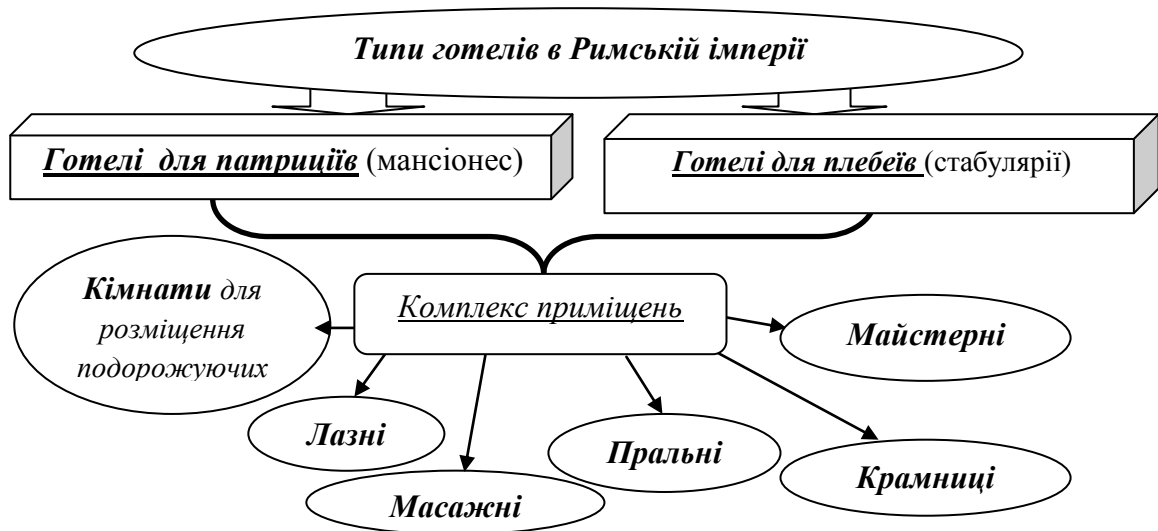 Типи готелів в Римській імперії
Готелі для патриціїв (мансіонес)
Готелі для плебеїв (стабулярії)
Кімнати для
розміщення
подорожуючих
Комплекс приміщень
Майстерні
Лазні
Пральні
Крамниці
Масажні